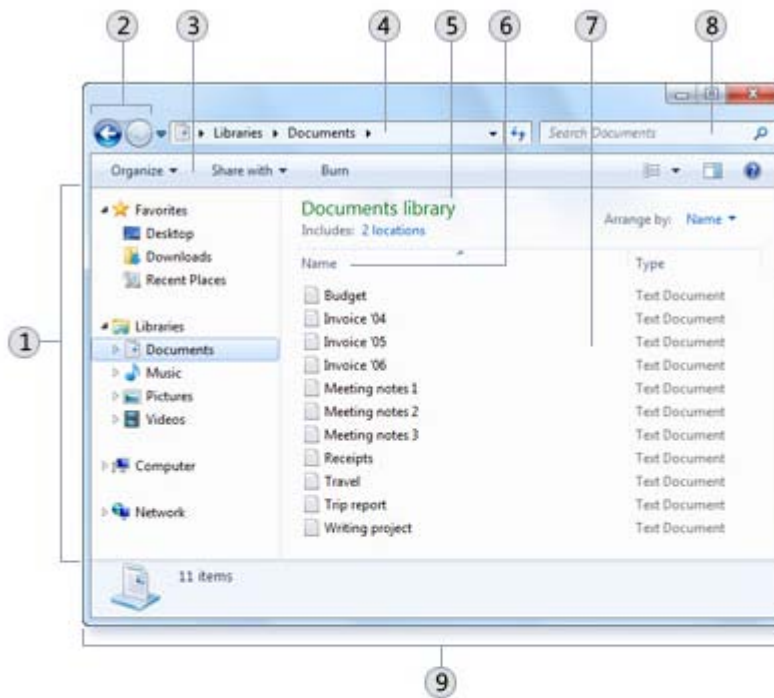 2 3 4 5 6 7 8
Libraries Documents Search Documents
Organize Share with Burn
Favorites
Desktop
Downloads
Recent Places
Libraries
Documents
Music
Pictures
Videos
Computer
Network
1
Documents library
Includes: 2 locations
Arrange by: Name
Name Type
Budget Text Document
Invoice '04 Text Document
Invoice '05 Text Document
Invoice '06 Text Document
Meeting notes 1 Text Document
Meeting notes 2 Text Document
Meeting notes 3 Text Document
Receipts Text Document
Travel Text Document
Trip report Text Document
Writing project Text Document
11 items
9